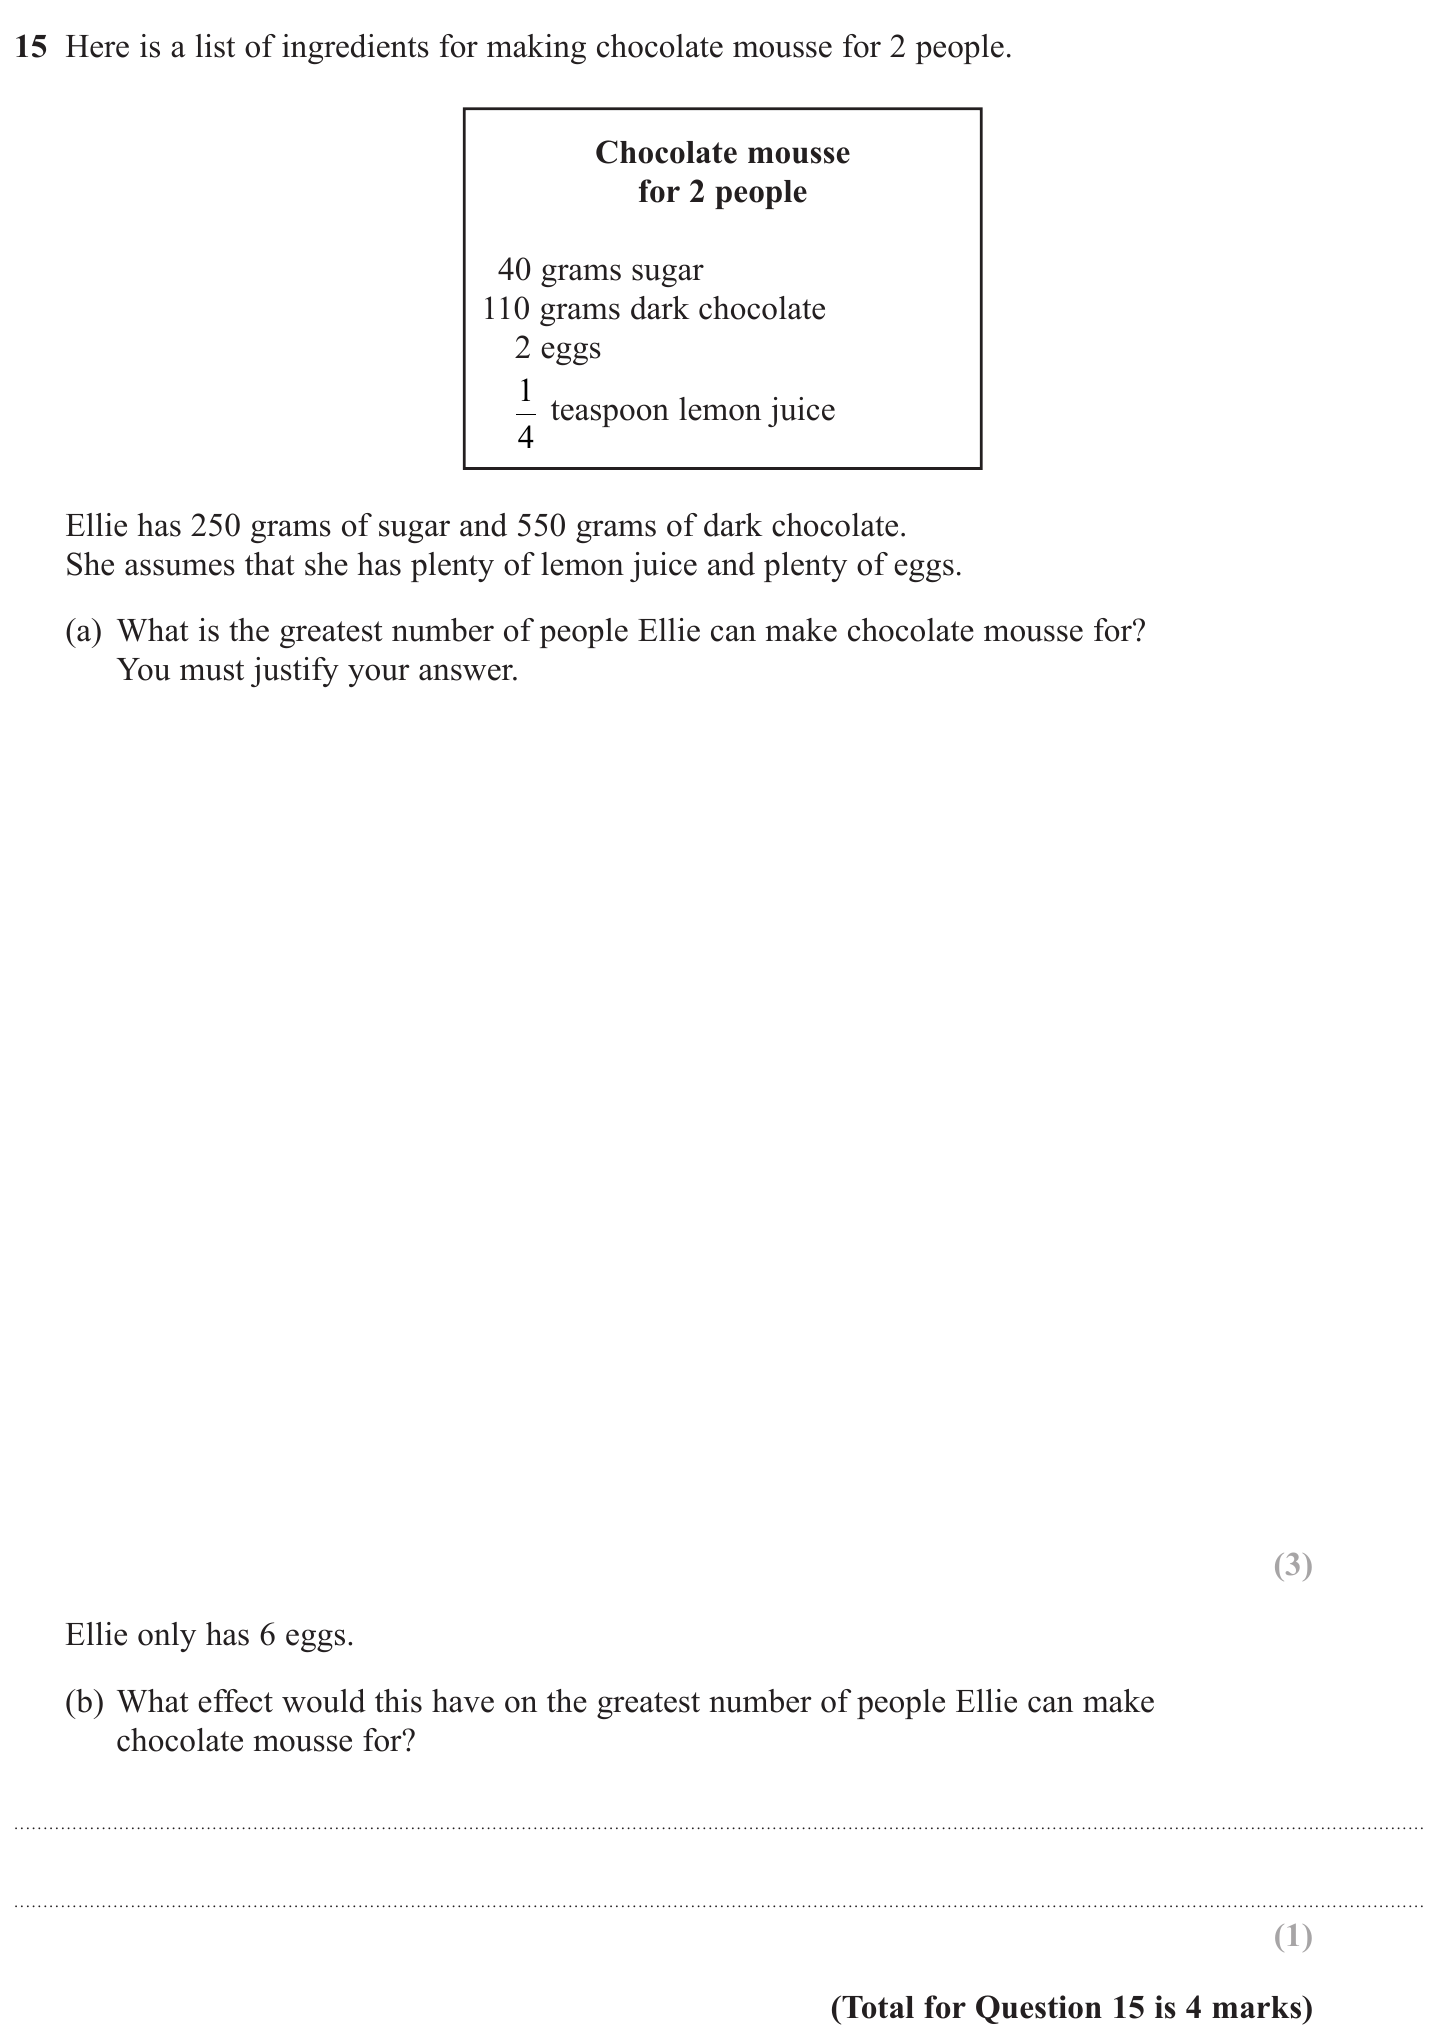 15 Here is a list of ingredients for making chocolate mousse for 2 people.
Chocolate mousse
for 2 people
40 grams sugar
110 grams dark chocolate
2 eggs
1/4 teaspoon lemon juice
Ellie has 250 grams of sugar and 550 grams of dark chocolate.
She assumes that she has plenty of lemon juice and plenty of eggs.
(a) What is the greatest number of people Ellie can make chocolate mousse for?
You must justify your answer.
(3)
Ellie only has 6 eggs.
(b) What effect would this have on the greatest number of people Ellie can make
chocolate mousse for?
(1)
(Total for Question 15 is 4 marks)